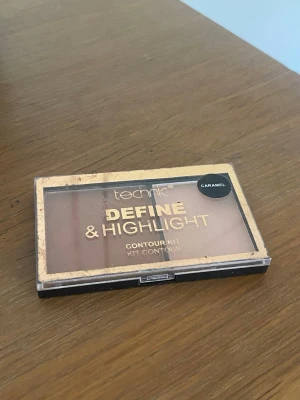 technic
CARAMEL
DEFINE
& HIGHLIGHT
CONTOUR KIT
KIT CONTOUR